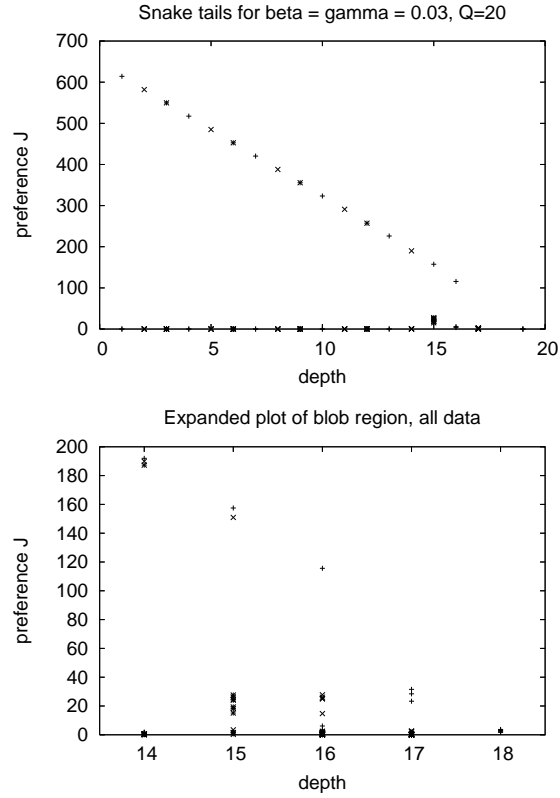 Snake tails for beta = gamma = 0.03, Q=20
700
600
500
400
300
200
100
0
preference J
0 5 10 15 20
depth
Expanded plot of blob region, all data
200
180
160
140
120
100
80
60
40
20
0
preference J
14 15 16 17 18
depth